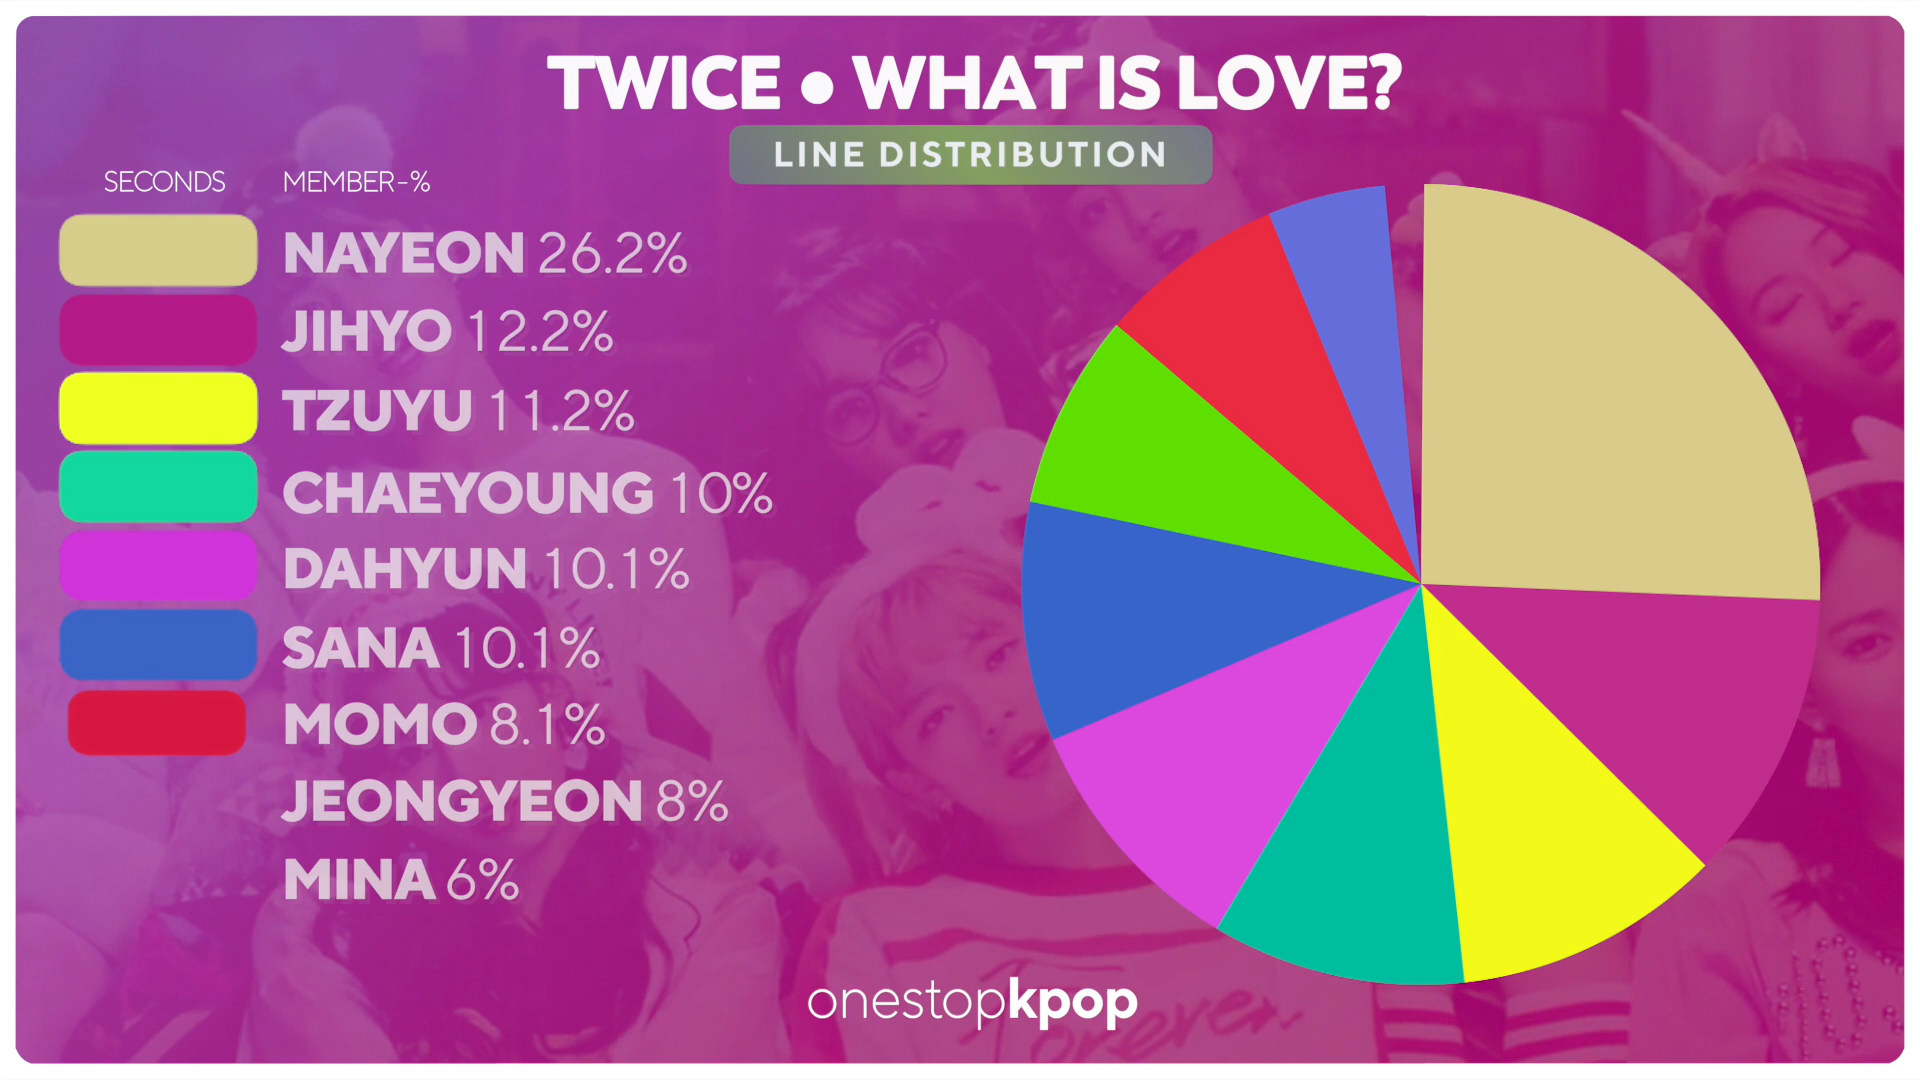 TWICE • WHAT IS LOVE?
LINE DISTRIBUTION
SECONDS MEMBER-%
NAYEON 26.2%
JIHYO 12.2%
TZUYU 11.2%
CHAEYOUNG 10%
DAHYUN 10.1%
SANA 10.1%
MOMO 8.1%
JEONGYEON 8%
MINA 6%
onestopkpop
Forever